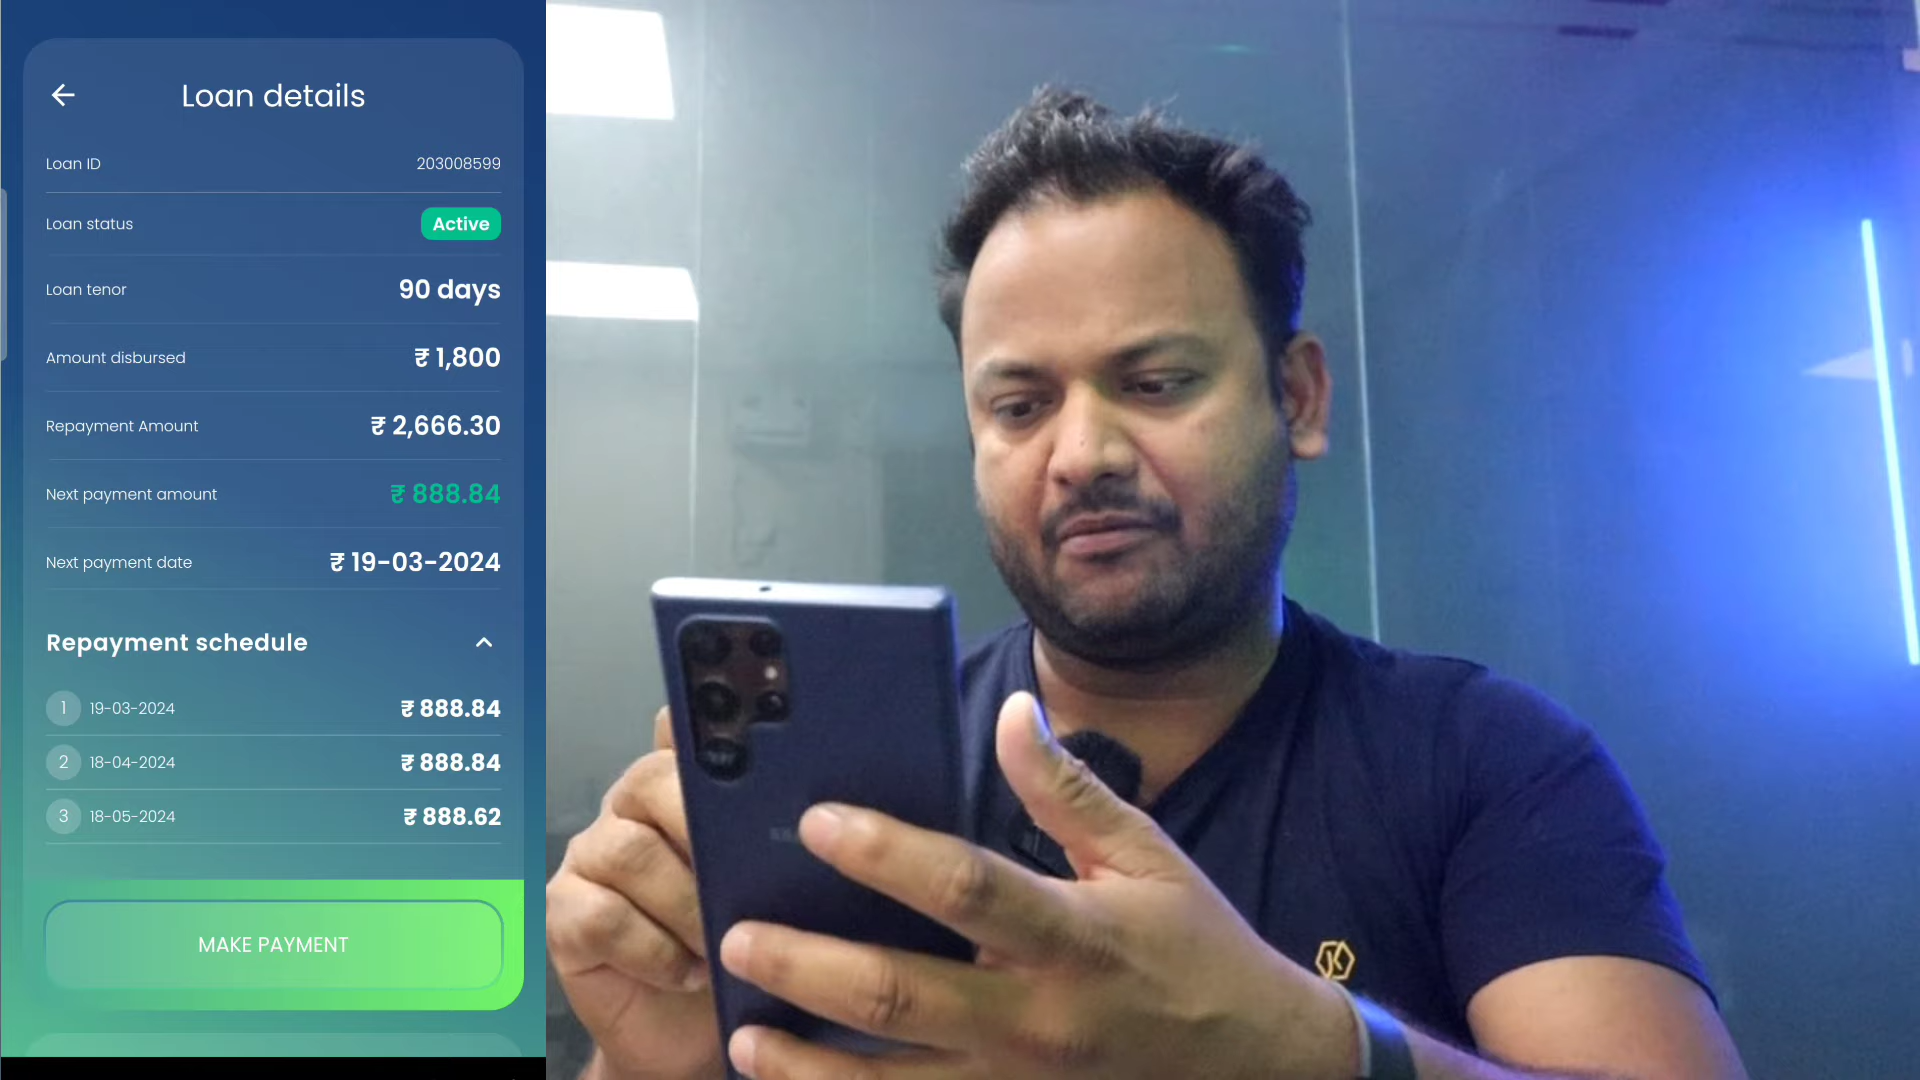 Loan details
Loan ID 203008599
Loan status Active
Loan tenor 90 days
Amount disbursed ₹ 1,800
Repayment Amount ₹ 2,666.30
Next payment amount ₹ 888.84
Next payment date ₹ 19-03-2024
Repayment schedule
1 19-03-2024 ₹ 888.84
2 18-04-2024 ₹ 888.84
3 18-05-2024 ₹ 888.62
MAKE PAYMENT